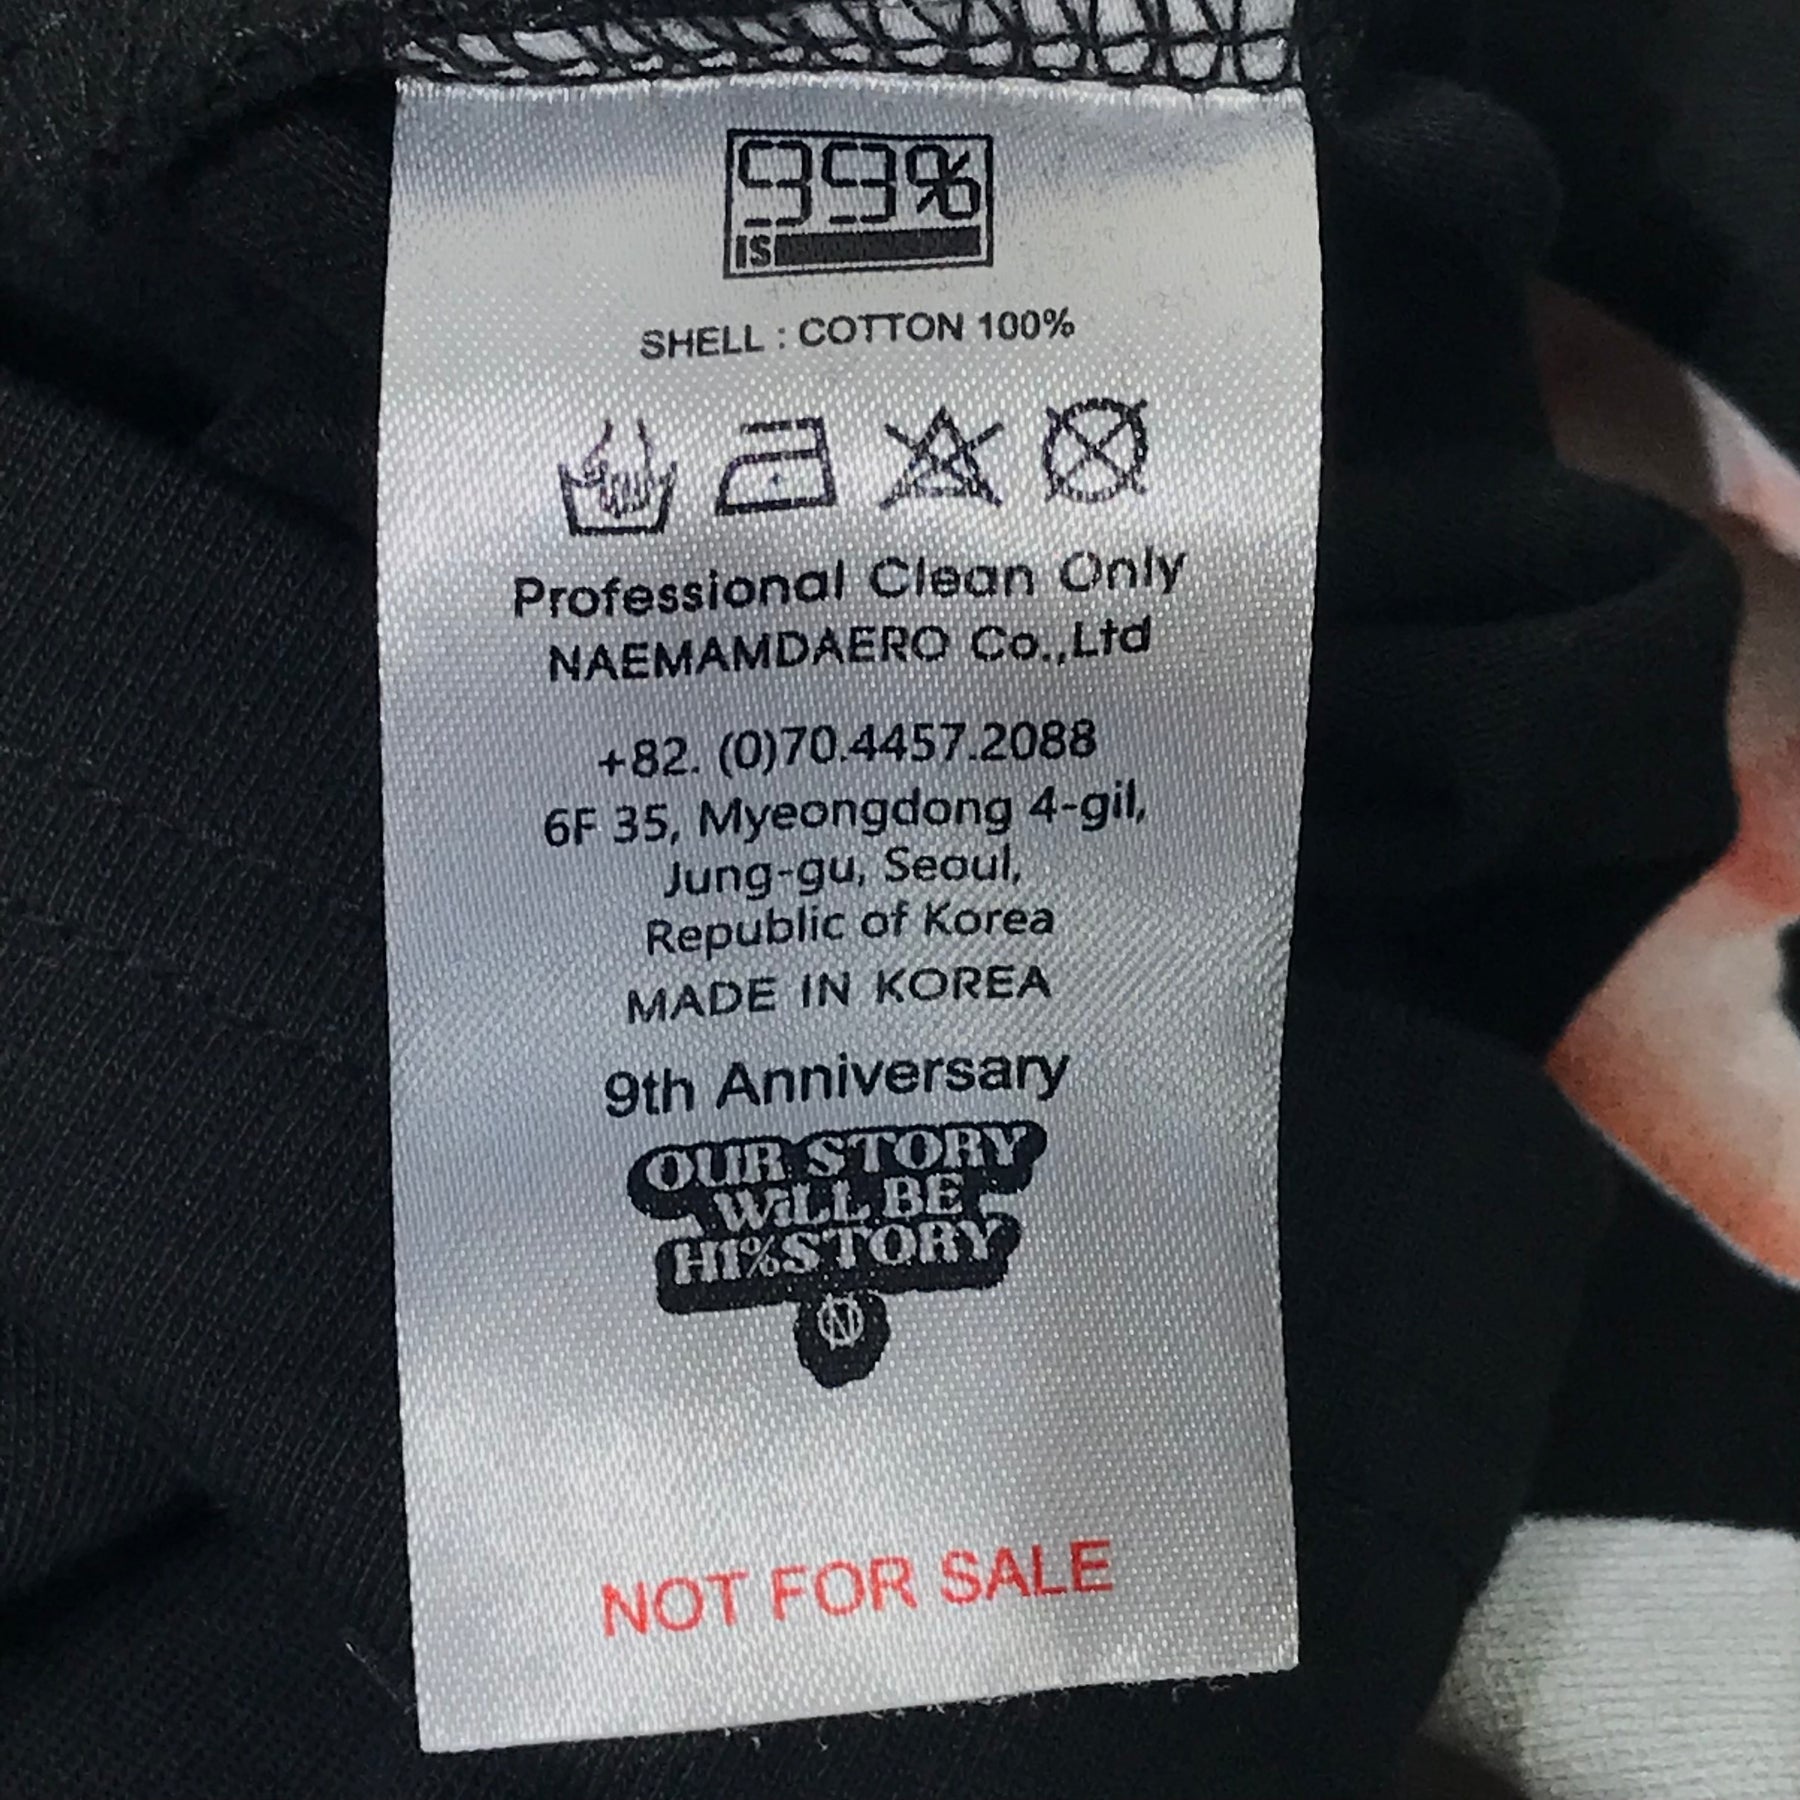 99%
IS
SHELL : COTTON 100%
Professional Clean Only
NAEMAMDAERO Co.,Ltd
+82. (0)70.4457.2088
6F 35, Myeongdong 4-gil,
Jung-gu, Seoul,
Republic of Korea
MADE IN KOREA
9th Anniversary
OUR STORY
WiLL BE
HI%STORY
N
NOT FOR SALE